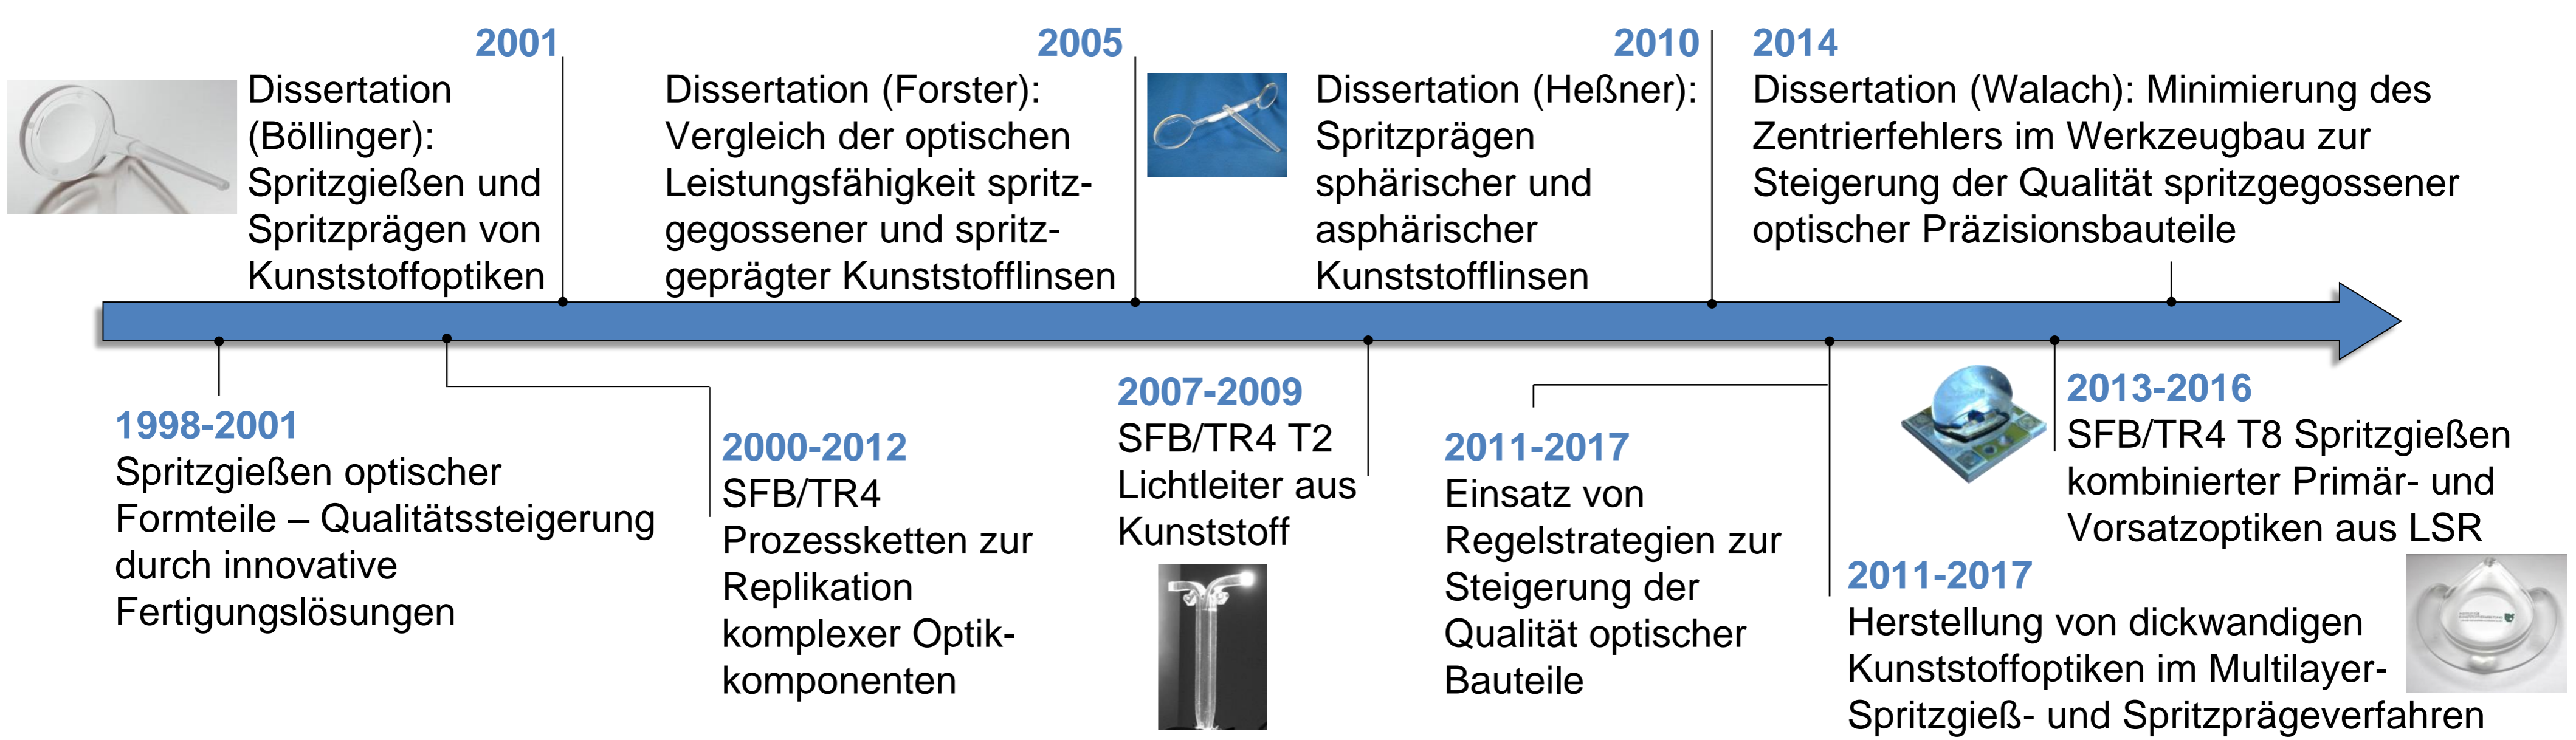 2001
Dissertation
(Böllinger):
Spritzgießen und
Spritzprägen von
Kunststoffoptiken
2005
Dissertation (Forster):
Vergleich der optischen
Leistungsfähigkeit spritz-
gegossener und spritz-
geprägter Kunststofflinsen
2010
Dissertation (Heßner):
Spritzprägen
sphärischer und
asphärischer
Kunststofflinsen
2014
Dissertation (Walach): Minimierung des
Zentrierfehlers im Werkzeugbau zur
Steigerung der Qualität spritzgegossener
optischer Präzisionsbauteile
1998-2001
Spritzgießen optischer
Formteile – Qualitätssteigerung
durch innovative
Fertigungslösungen
2000-2012
SFB/TR4
Prozessketten zur
Replikation
komplexer Optik-
komponenten
2007-2009
SFB/TR4 T2
Lichtleiter aus
Kunststoff
2011-2017
Einsatz von
Regelstrategien zur
Steigerung der
Qualität optischer
Bauteile
2013-2016
SFB/TR4 T8 Spritzgießen
kombinierter Primär- und
Vorsatzoptiken aus LSR
2011-2017
Herstellung von dickwandigen
Kunststoffoptiken im Multilayer-
Spritzgieß- und Spritzprägeverfahren